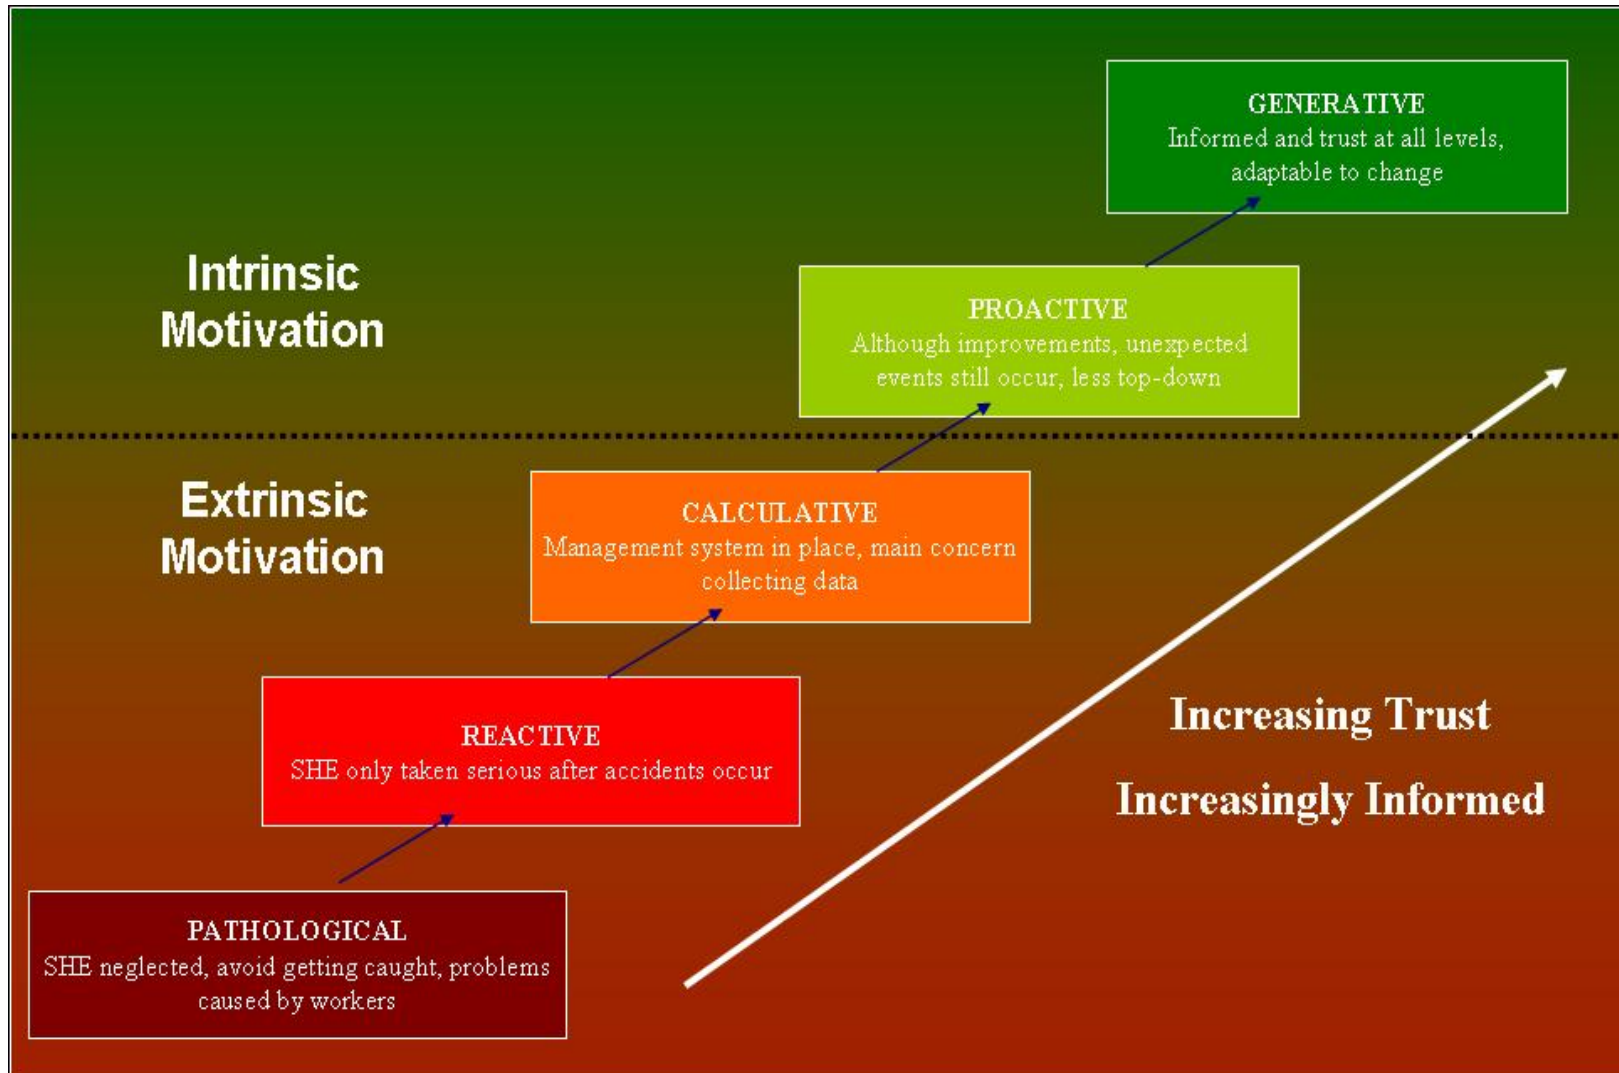 GENERATIVE
Informed and trust at all levels,
adaptable to change
Intrinsic
Motivation
PROACTIVE
Although improvements, unexpected
events still occur, less top-down
Extrinsic
Motivation
CALCULATIVE
Management system in place, main concern
collecting data
REACTIVE
SHE only taken serious after accidents occur
Increasing Trust
Increasingly Informed
PATHOLOGICAL
SHE neglected, avoid getting caught, problems
caused by workers